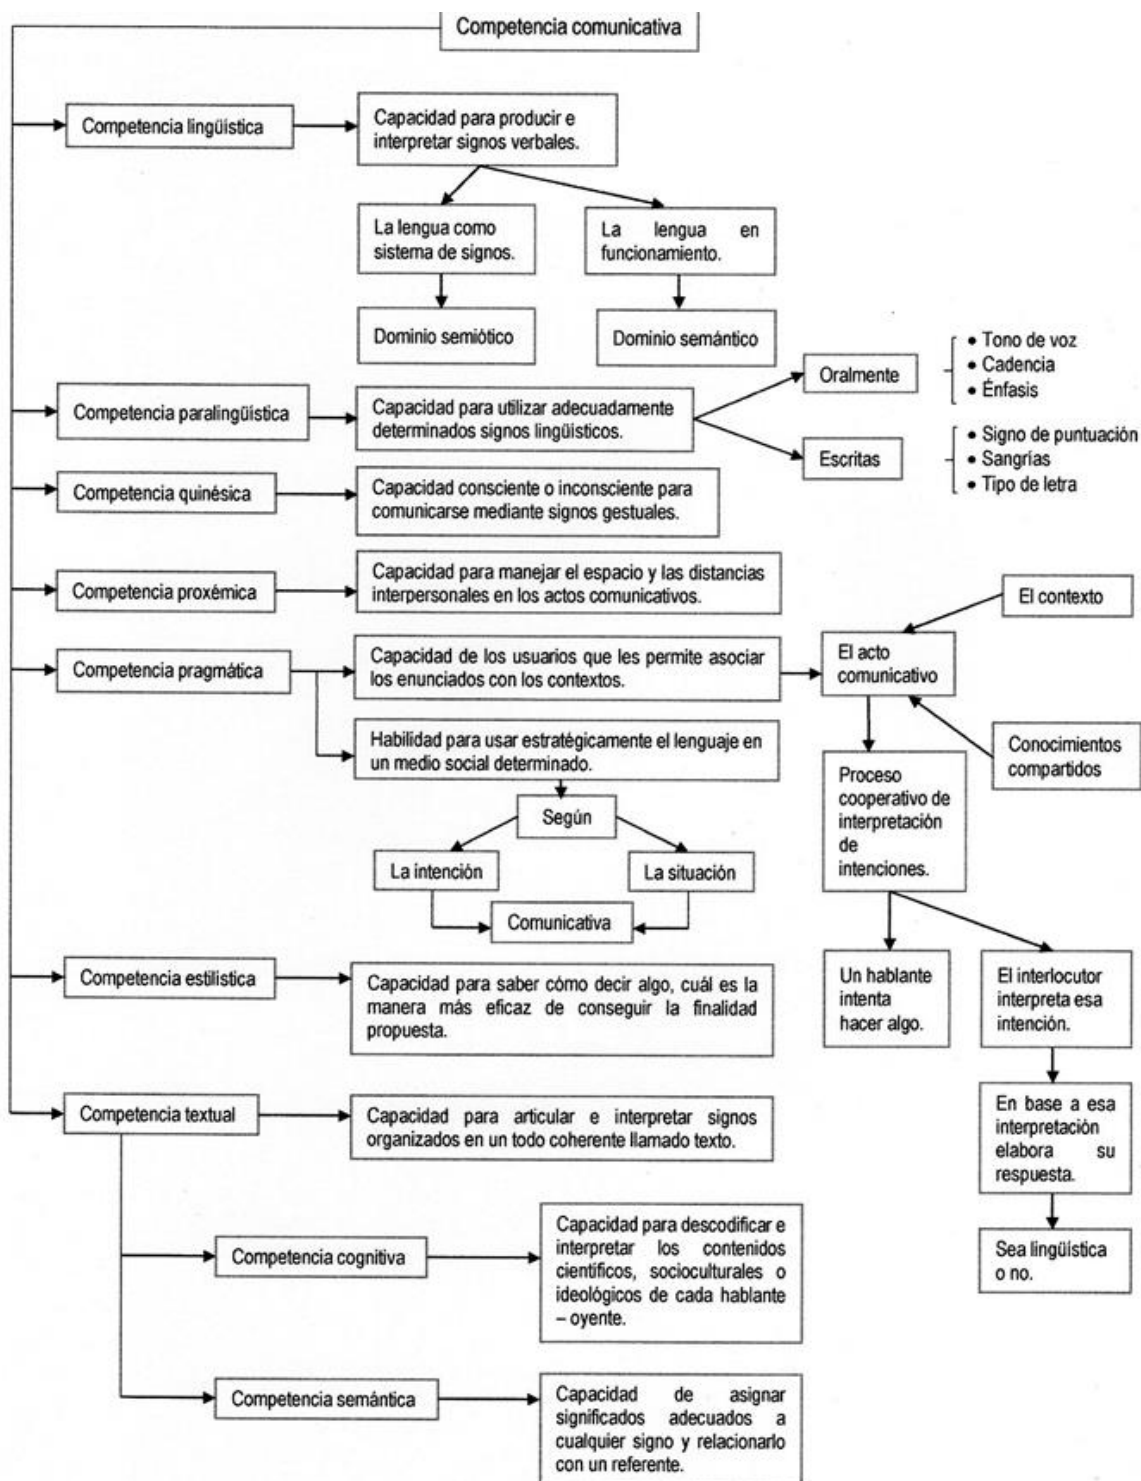 Competencia comunicativa
Competencia lingüística
Capacidad para producir e
interpretar signos verbales.
La lengua como
sistema de signos.
La lengua en
funcionamiento.
Dominio semiótico
Dominio semántico
Competencia paralingüística
Capacidad para utilizar adecuadamente
determinados signos lingüísticos.
Oralmente
• Tono de voz
• Cadencia
• Énfasis
Escritas
• Signo de puntuación
• Sangrías
• Tipo de letra
Competencia quinésica
Capacidad consciente o inconsciente para
comunicarse mediante signos gestuales.
Competencia proxémica
Capacidad para manejar el espacio y las distancias
interpersonales en los actos comunicativos.
Competencia pragmática
Capacidad de los usuarios que les permite asociar
los enunciados con los contextos.
El acto
comunicativo
El contexto
Conocimientos
compartidos
Habilidad para usar estratégicamente el lenguaje en
un medio social determinado.
Según
La intención
La situación
Comunicativa
Proceso
cooperativo de
interpretación
de
intenciones.
Un hablante
intenta
hacer algo.
El interlocutor
interpreta esa
intención.
En base a esa
interpretación
elabora su
respuesta.
Sea lingüística
o no.
Competencia estilística
Capacidad para saber cómo decir algo, cuál es la
manera más eficaz de conseguir la finalidad
propuesta.
Competencia textual
Capacidad para articular e interpretar signos
organizados en un todo coherente llamado texto.
Competencia cognitiva
Capacidad para descodificar e
interpretar los contenidos
científicos, socioculturales o
ideológicos de cada hablante
– oyente.
Competencia semántica
Capacidad de asignar
significados adecuados a
cualquier signo y relacionarlo
con un referente.